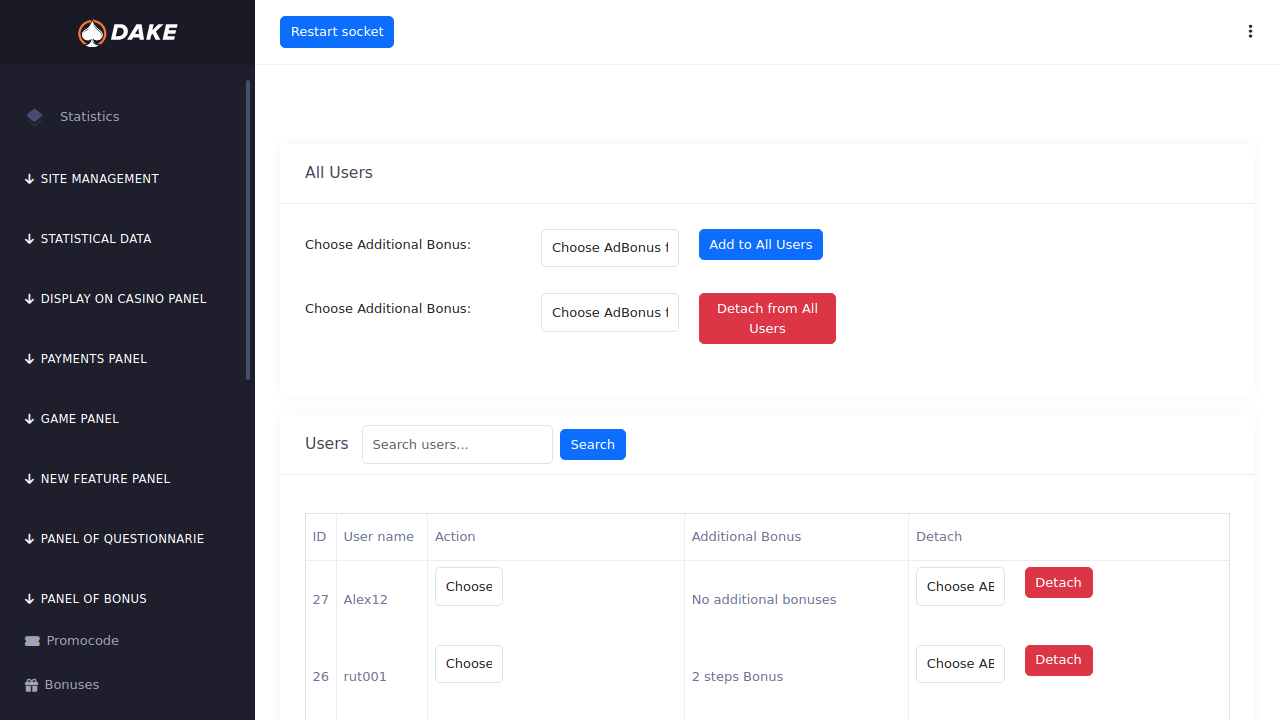 DAKE
Restart socket
Statistics
SITE MANAGEMENT
STATISTICAL DATA
DISPLAY ON CASINO PANEL
PAYMENTS PANEL
GAME PANEL
NEW FEATURE PANEL
PANEL OF QUESTIONNARIE
PANEL OF BONUS
Promocode
Bonuses
All Users
Choose Additional Bonus:
Choose AdBonus
Add to All Users
Choose Additional Bonus:
Choose AdBonus
Detach from All
Users
Users
Search users...
Search
ID User name Action Additional Bonus Detach
27 Alex12 Choose No additional bonuses Choose Detach
26 rut001 Choose 2 steps Bonus Choose Detach